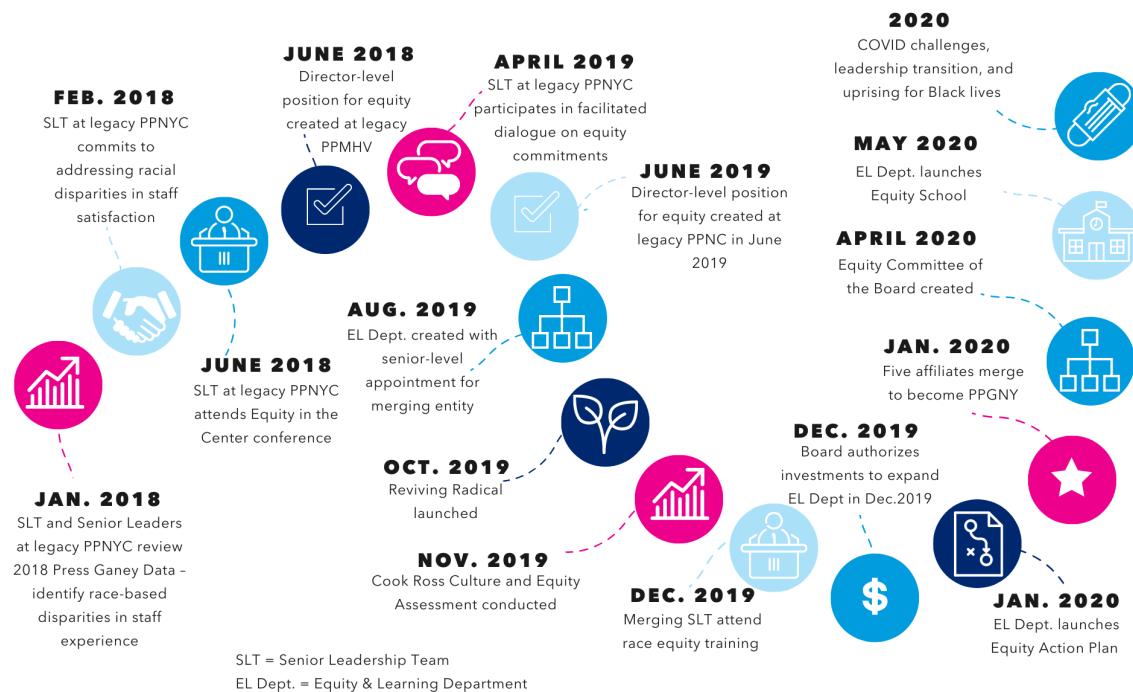 JAN. 2018
SLT and Senior Leaders
at legacy PPNYC review
2018 Press Ganey Data –
identify race-based
disparities in staff
experience
FEB. 2018
SLT at legacy PPNYC
commits to
addressing racial
disparities in staff
satisfaction
JUNE 2018
SLT at legacy PPNYC
attends Equity in the
Center conference
JUNE 2018
Director-level
position for equity
created at legacy
PPMHV
APRIL 2019
SLT at legacy PPNYC
participates in facilitated
dialogue on equity
commitments
JUNE 2019
Director-level position
for equity created at
legacy PPNC in June
2019
AUG. 2019
EL Dept. created with
senior-level
appointment for
merging entity
OCT. 2019
Reviving Radical
launched
NOV. 2019
Cook Ross Culture and Equity
Assessment conducted
DEC. 2019
Merging SLT attend
race equity training
DEC. 2019
Board authorizes
investments to expand
EL Dept in Dec.2019
$
JAN. 2020
EL Dept. launches
Equity Action Plan
JAN. 2020
Five affiliates merge
to become PPGNY
APRIL 2020
Equity Committee of
the Board created
MAY 2020
EL Dept. launches
Equity School
2020
COVID challenges,
leadership transition, and
uprising for Black lives
SLT = Senior Leadership Team
EL Dept. = Equity & Learning Department